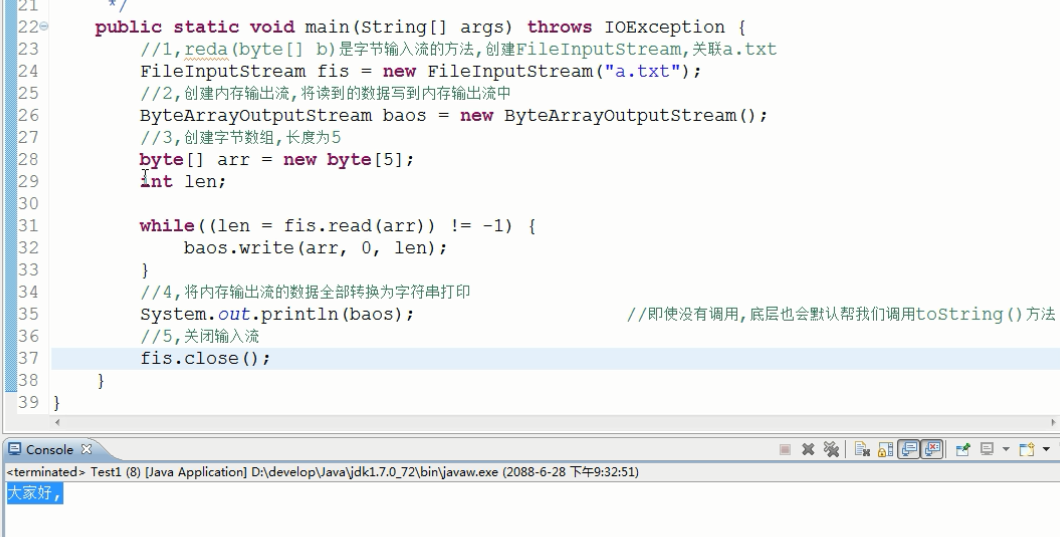 21 */
22 public static void main(String[] args) throws IOException {
23 //1,reda(byte[] b)是字节输入流的方法,创建FileInputStream,关联a.txt
24 FileInputStream fis = new FileInputStream("a.txt");
25 //2,创建内存输出流,将读到的数据写到内存输出流中
26 ByteArrayOutputStream baos = new ByteArrayOutputStream();
27 //3,创建字节数组,长度为5
28 byte[] arr = new byte[5];
29 int len;
30
31 while((len = fis.read(arr)) != -1) {
32 baos.write(arr, 0, len);
33 }
34 //4,将内存输出流的数据全部转换为字符串打印
35 System.out.println(baos); //即使没有调用,底层也会默认帮我们调用toString()方法
36 //5,关闭输入流
37 fis.close();
38 }
39 }
Console
<terminated> Test1 (8) [Java Application] D:\develop\Java\jdk1.7.0_72\bin\javaw.exe (2088-6-28 下午9:32:51)
大家好,